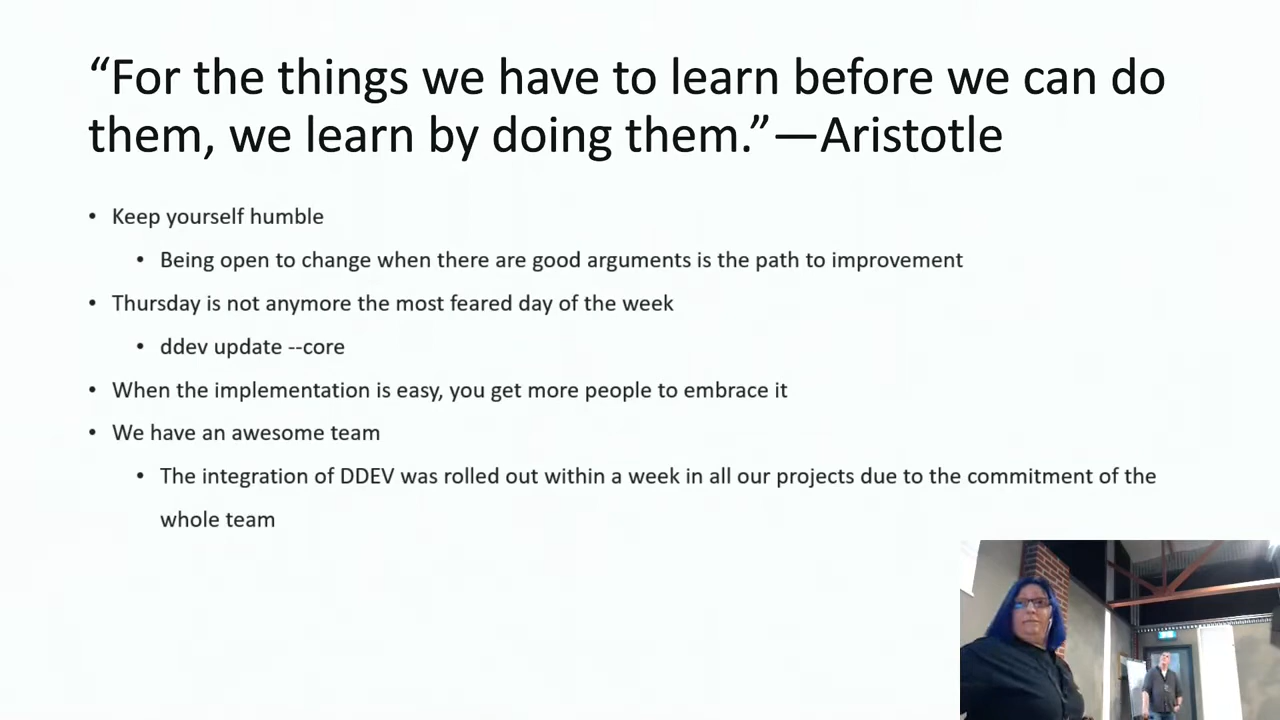 “For the things we have to learn before we can do
them, we learn by doing them.”—Aristotle
• Keep yourself humble
• Being open to change when there are good arguments is the path to improvement
• Thursday is not anymore the most feared day of the week
• ddev update --core
• When the implementation is easy, you get more people to embrace it
• We have an awesome team
• The integration of DDEV was rolled out within a week in all our projects due to the commitment of the
whole team